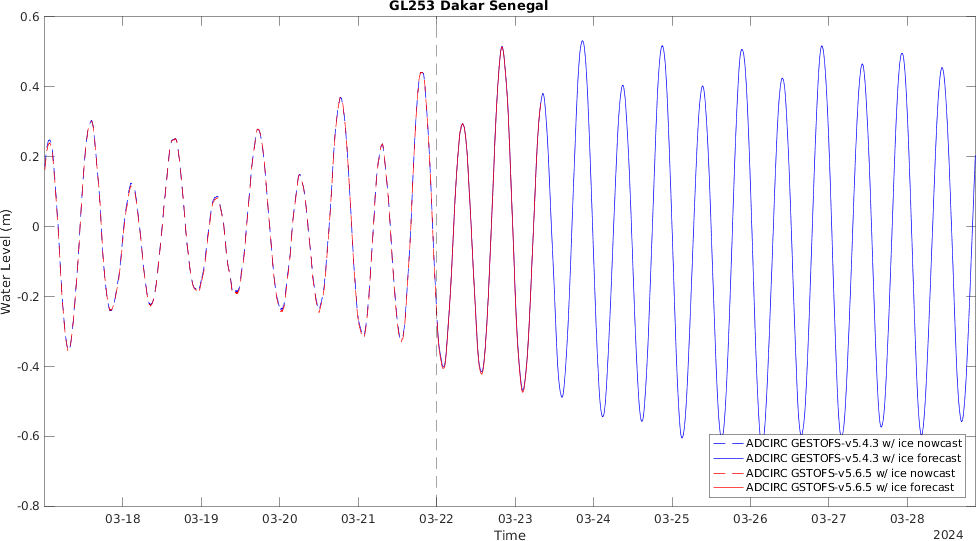 GL253 Dakar Senegal
0.6
0.4
0.2
0
-0.2
-0.4
-0.6
-0.8
Water Level (m)
03-18 03-19 03-20 03-21 03-22 03-23 03-24 03-25 03-26 03-27 03-28
Time
2024
ADCIRC GESTOFS-v5.4.3 w/ ice nowcast
ADCIRC GESTOFS-v5.4.3 w/ ice forecast
ADCIRC GSTOFS-v5.6.5 w/ ice nowcast
ADCIRC GSTOFS-v5.6.5 w/ ice forecast